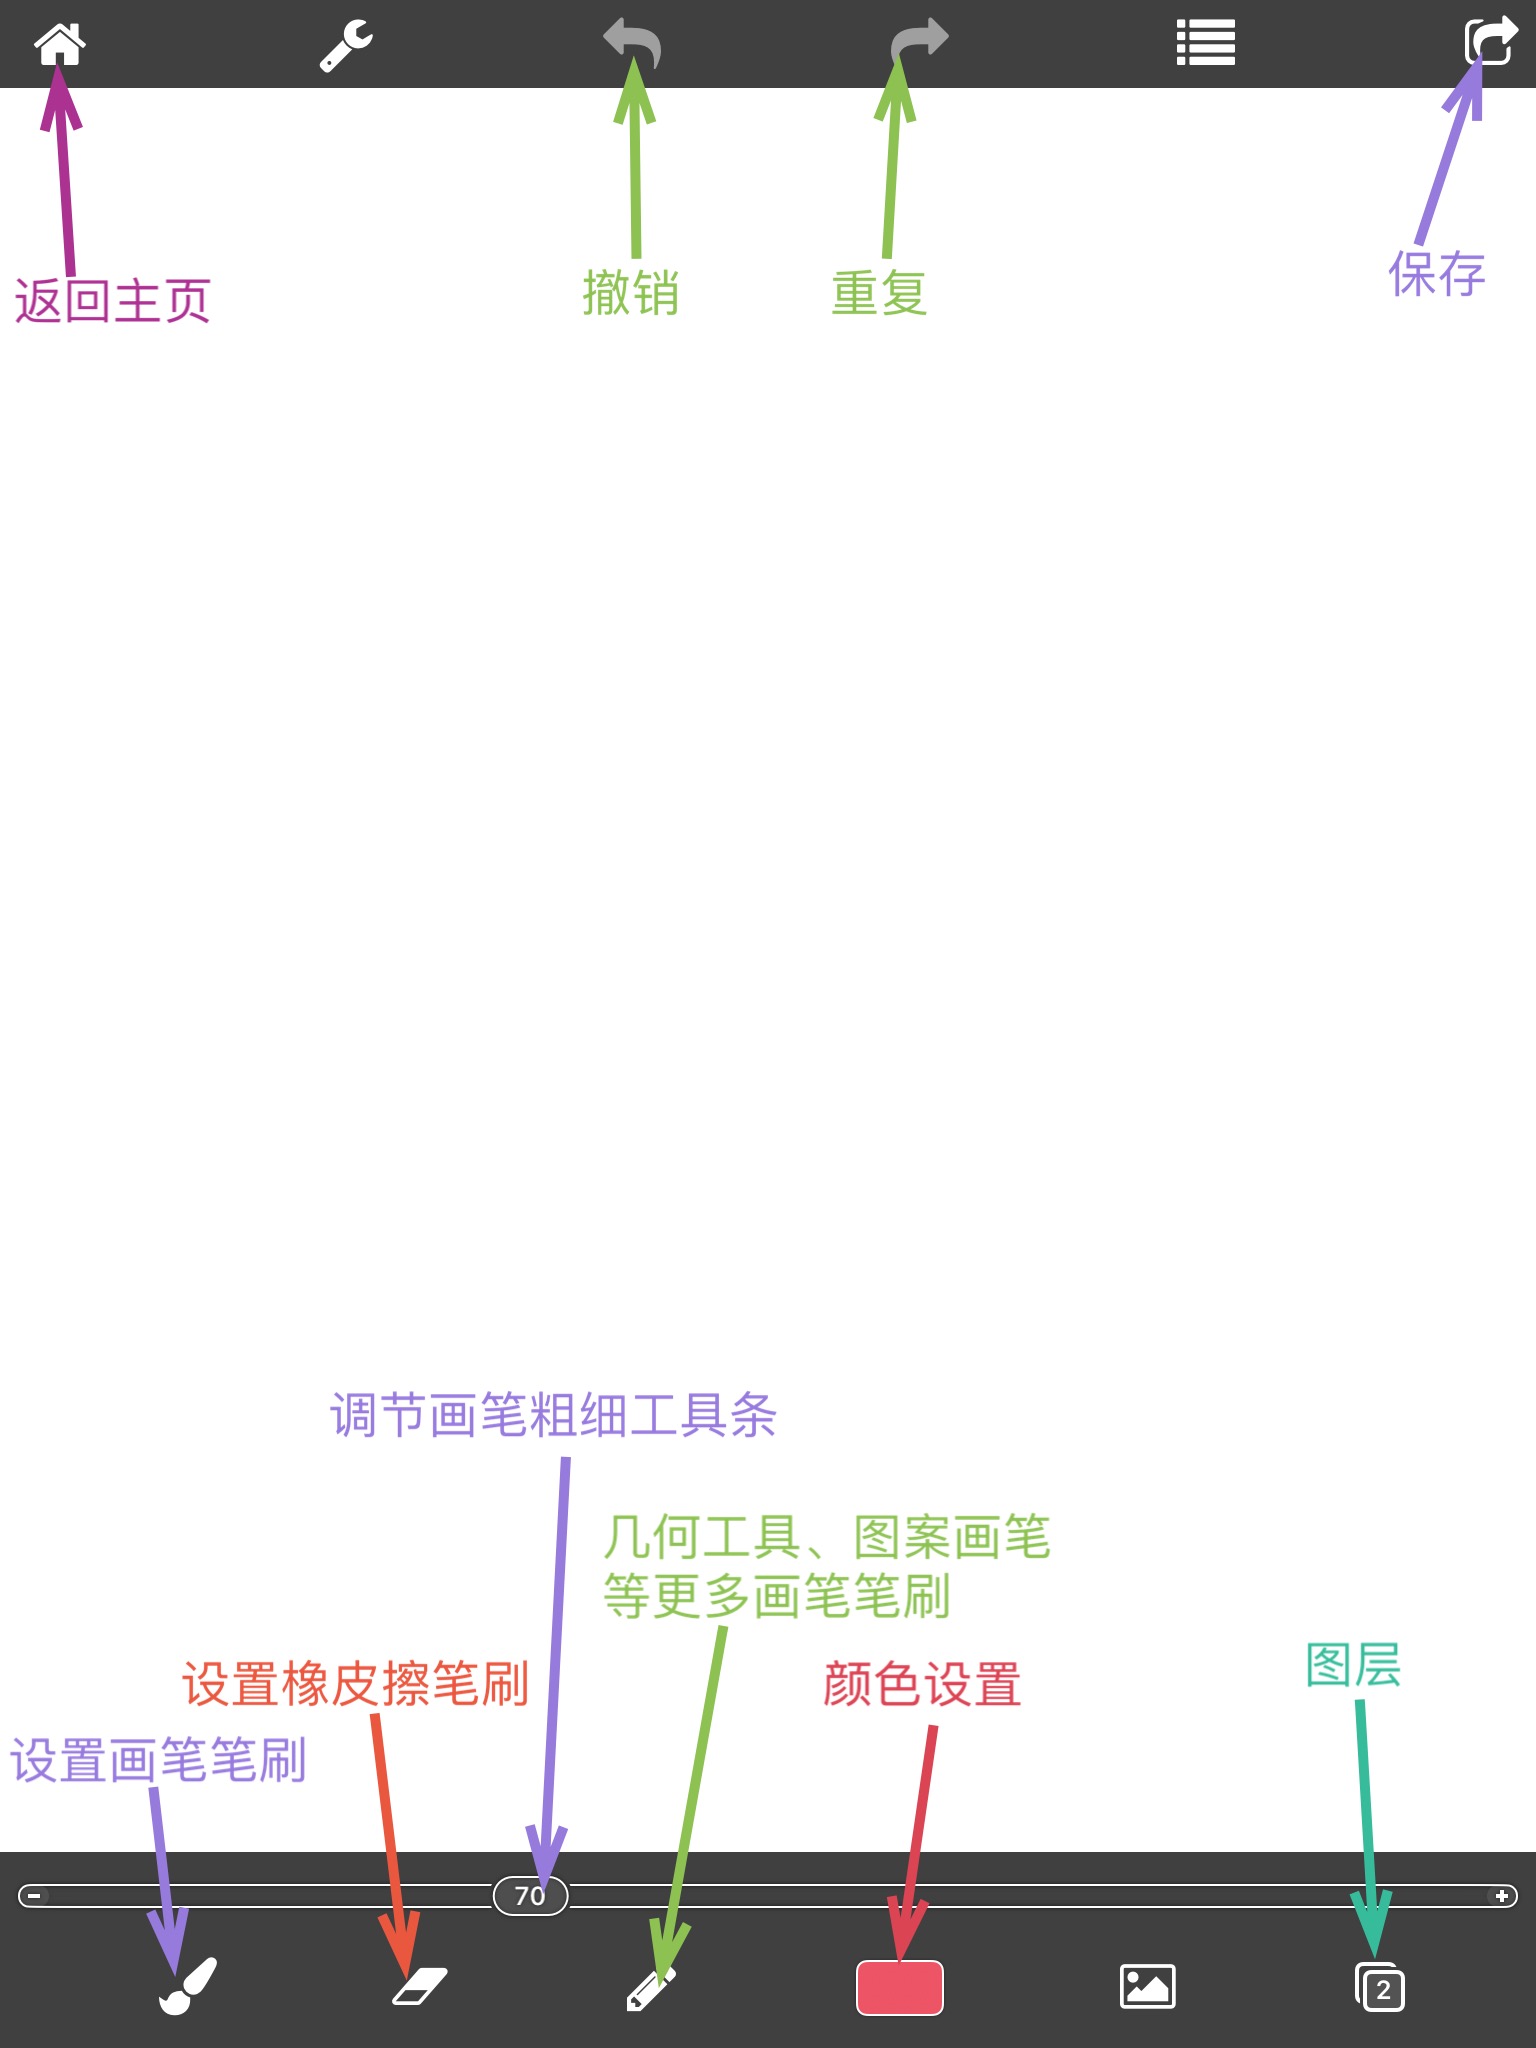 返回主页
撤销
重复
保存
调节画笔粗细工具条
几何工具、图案画笔
等更多画笔笔刷
设置橡皮擦笔刷
颜色设置
图层
设置画笔笔刷
70
2